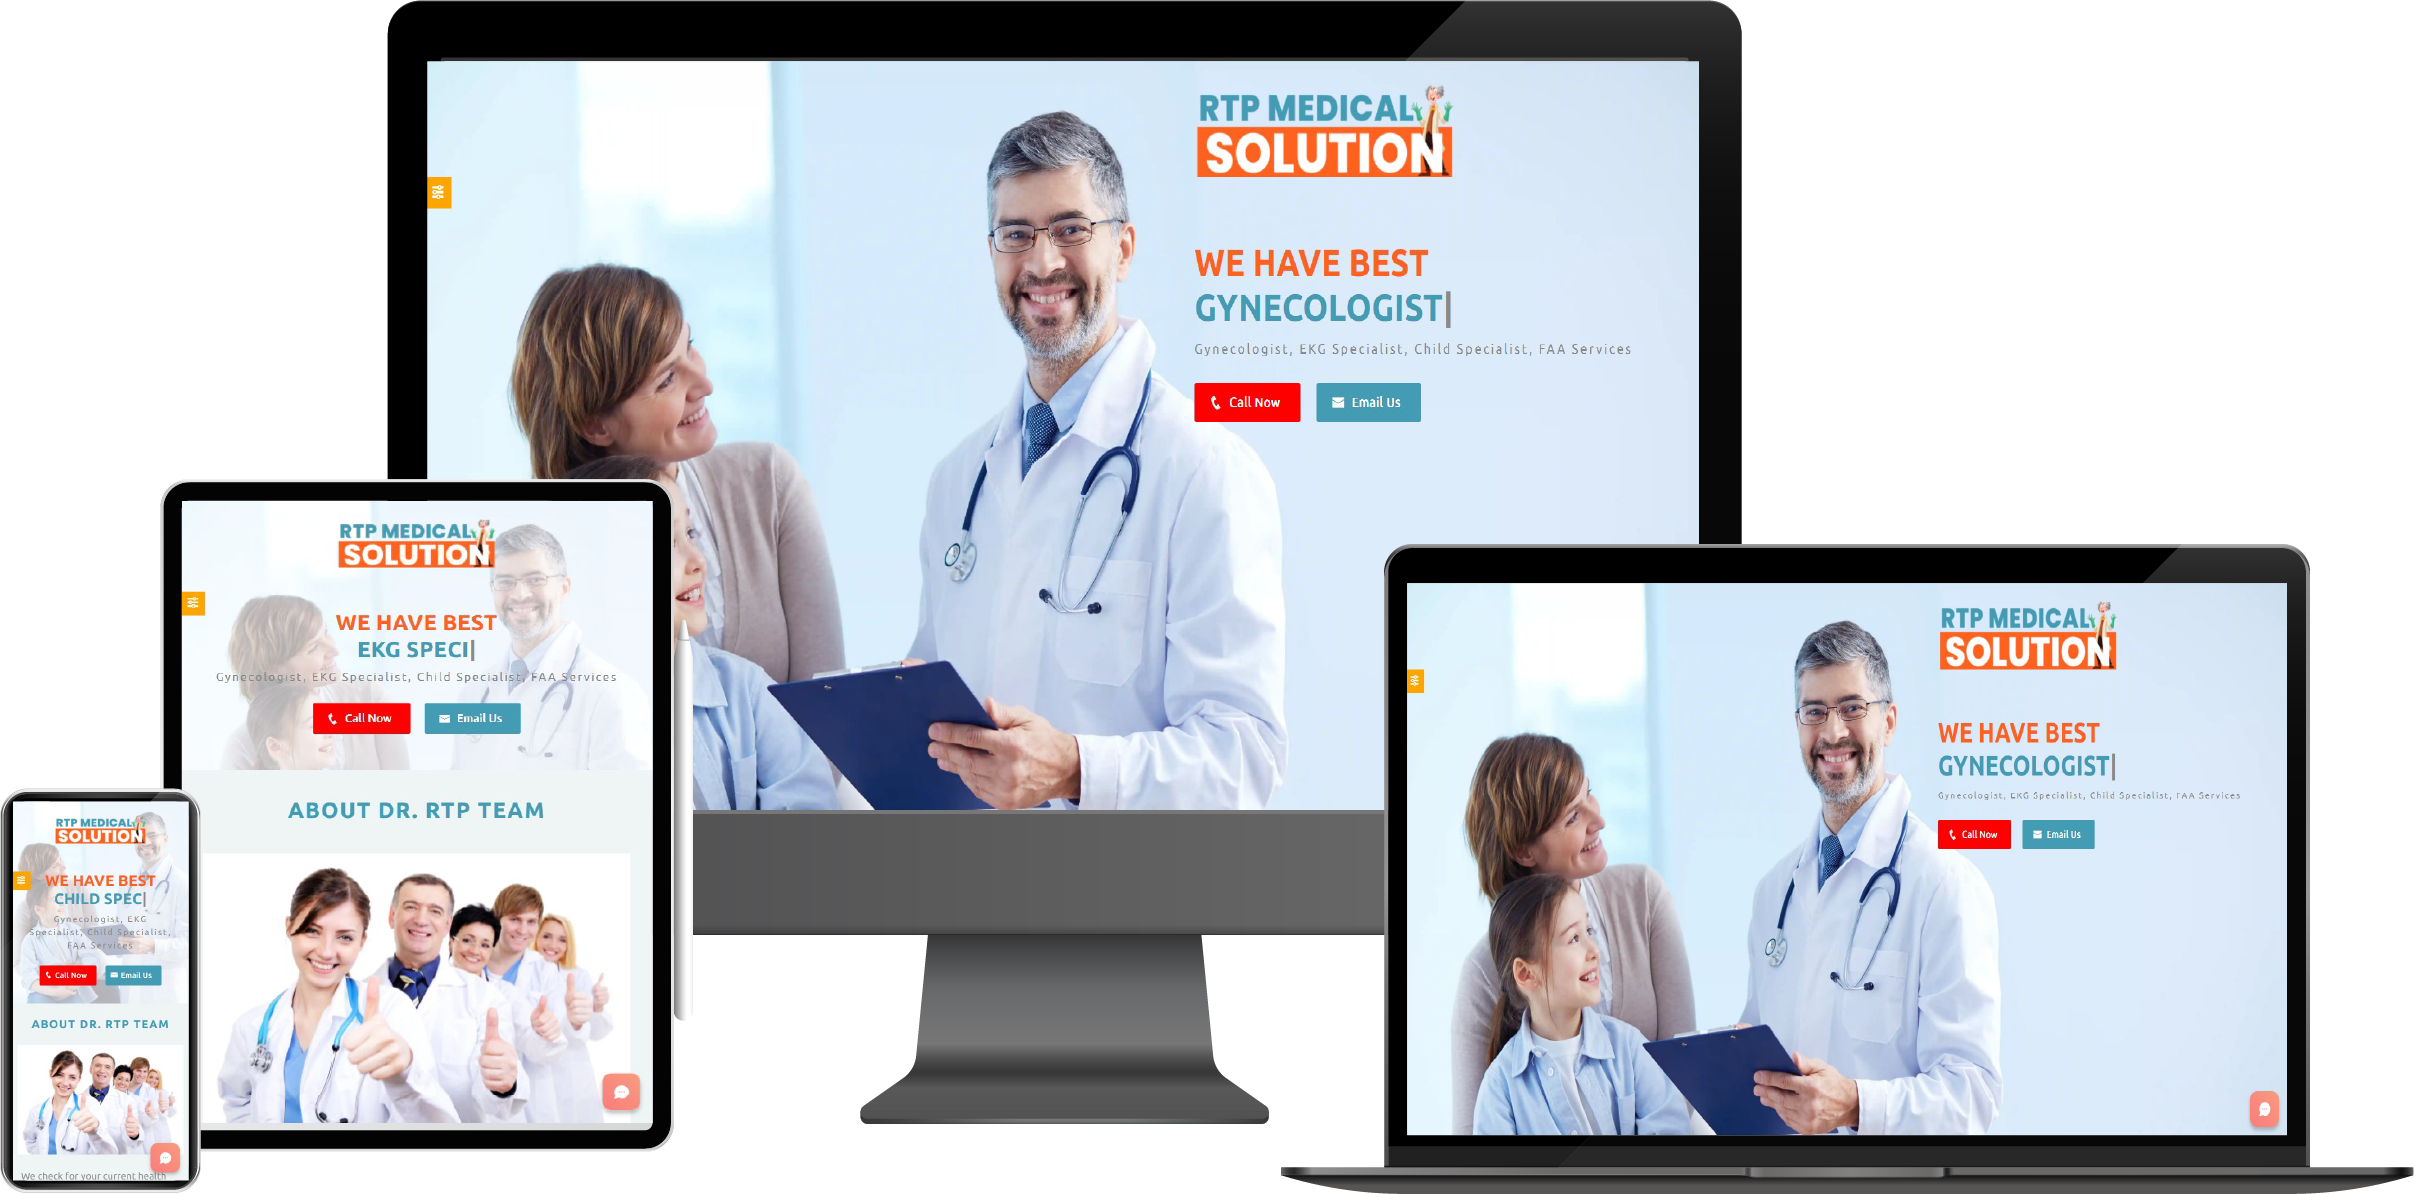 RTP MEDICAL
SOLUTION
WE HAVE BEST
GYNECOLOGIST|
Gynecologist, EKG Specialist, Child Specialist, FAA Services
Call Now
Email Us
RTP MEDICAL
SOLUTION
WE HAVE BEST
EKG SPECI|
Gynecologist, EKG Specialist, Child Specialist, FAA Services
Call Now
Email Us
ABOUT DR. RTP TEAM
RTP MEDICAL
SOLUTION
WE HAVE BEST
CHILD SPEC|
Gynecologist, EKG
Specialist, Child Specialist,
FAA Services
Call Now
Email Us
ABOUT DR. RTP TEAM
We check for your current health
RTP MEDICAL
SOLUTION
WE HAVE BEST
GYNECOLOGIST|
Gynecologist, EKG Specialist, Child Specialist, FAA Services
Call Now
Email Us